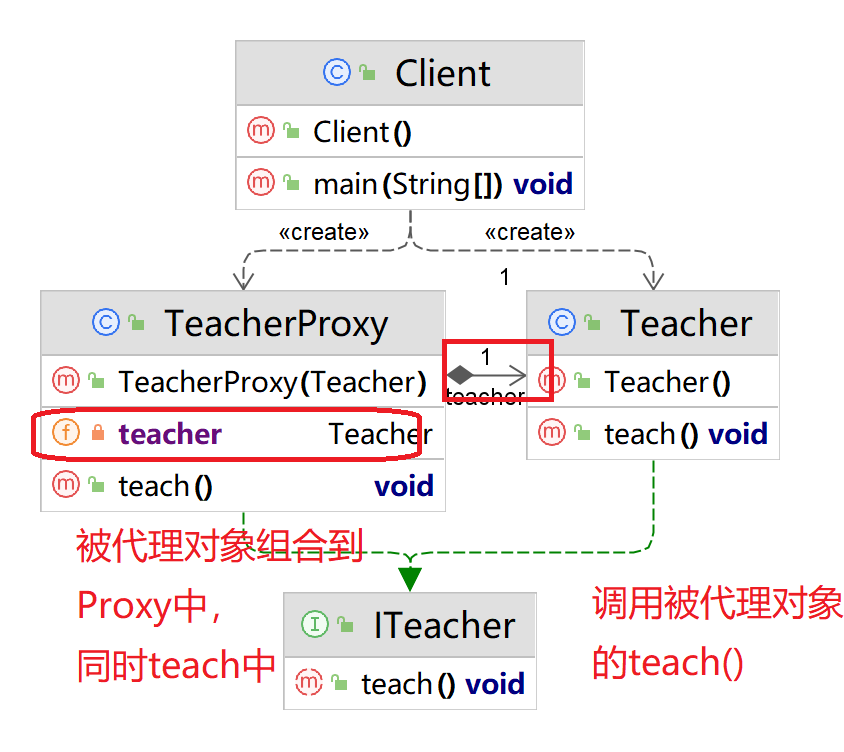 Client
Client()
main(String[]) void
«create» «create»
1
TeacherProxy
TeacherProxy(Teacher)
teacher Teacher
teach() void
1
teacher
Teacher
Teacher()
teach() void
被代理对象组合到
Proxy中,
同时teach中
调用被代理对象
的teach()
ITeacher
teach() void